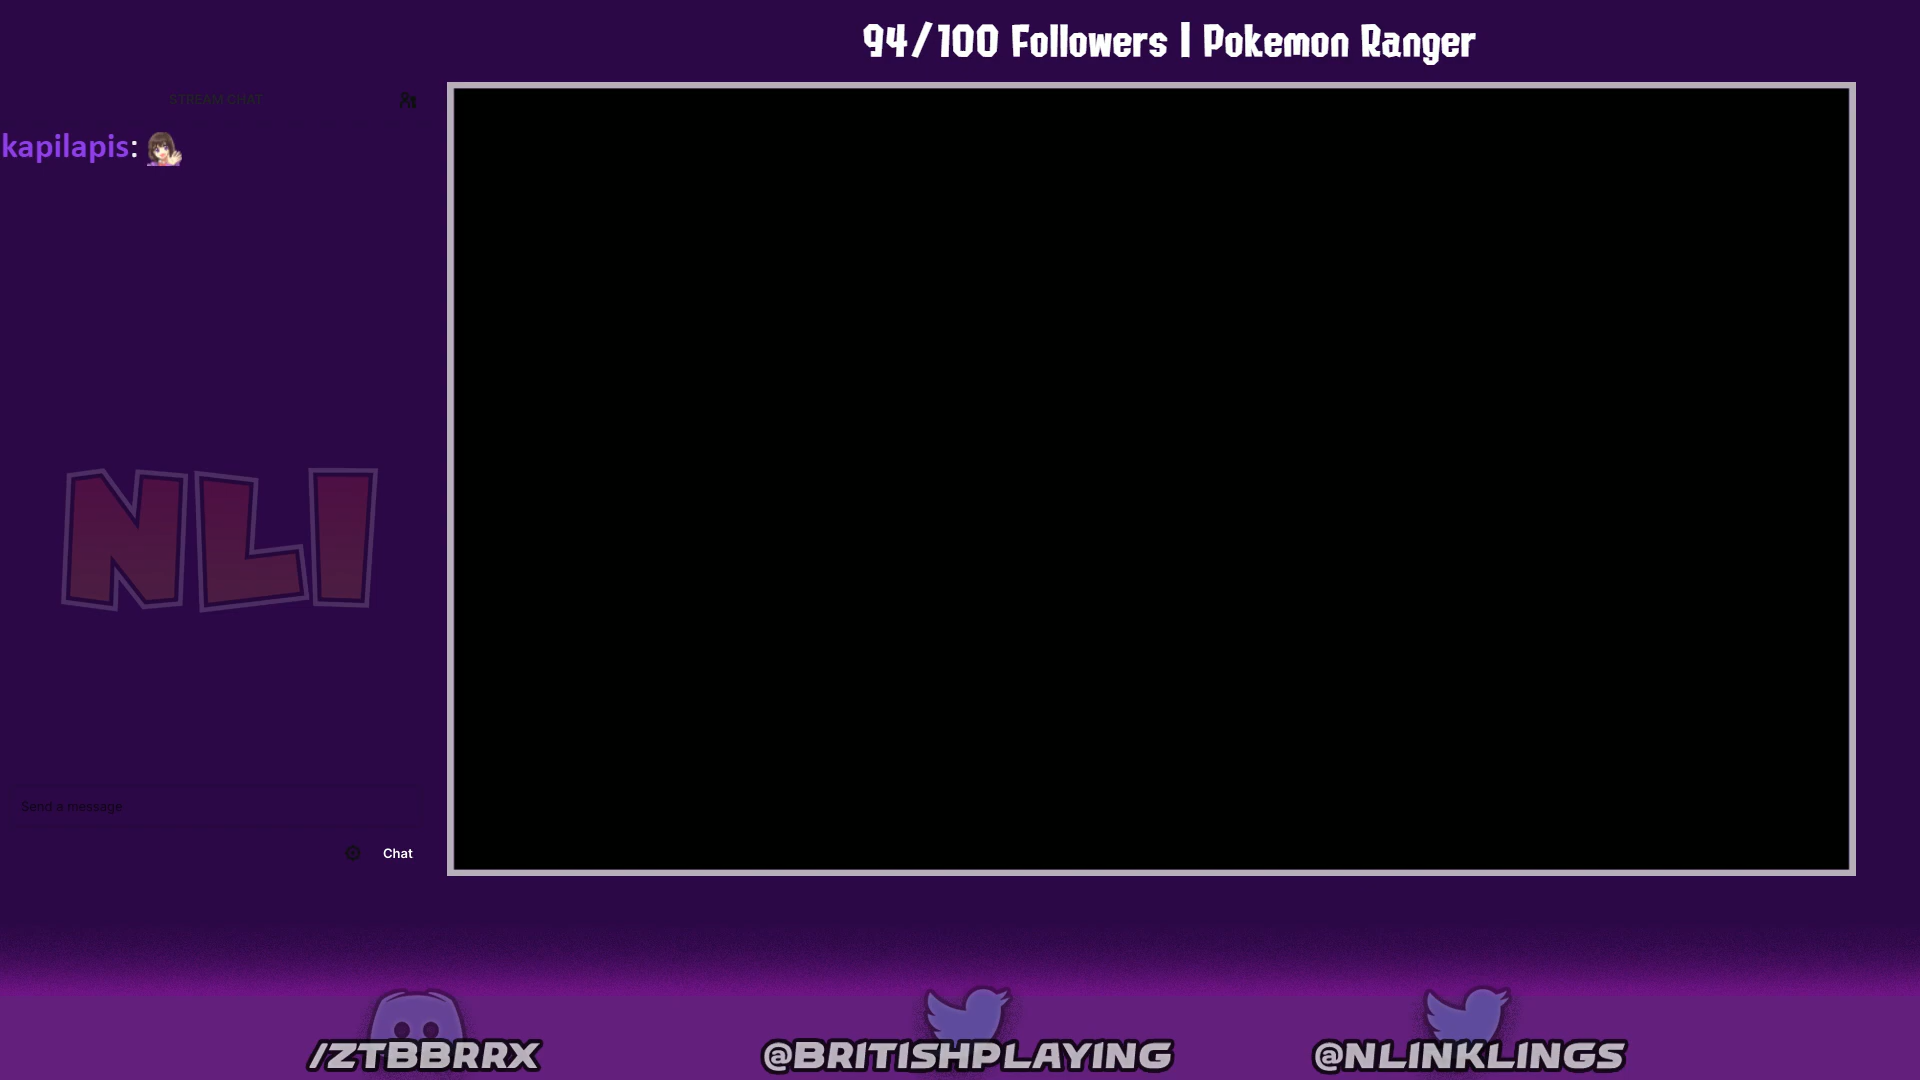 94/100 Followers | Pokemon Ranger
STREAM CHAT
kapilapis:
NLI
Send a message
Chat
/ZTBBRRX
@BRITISHPLAYING
@NLINKLINGS